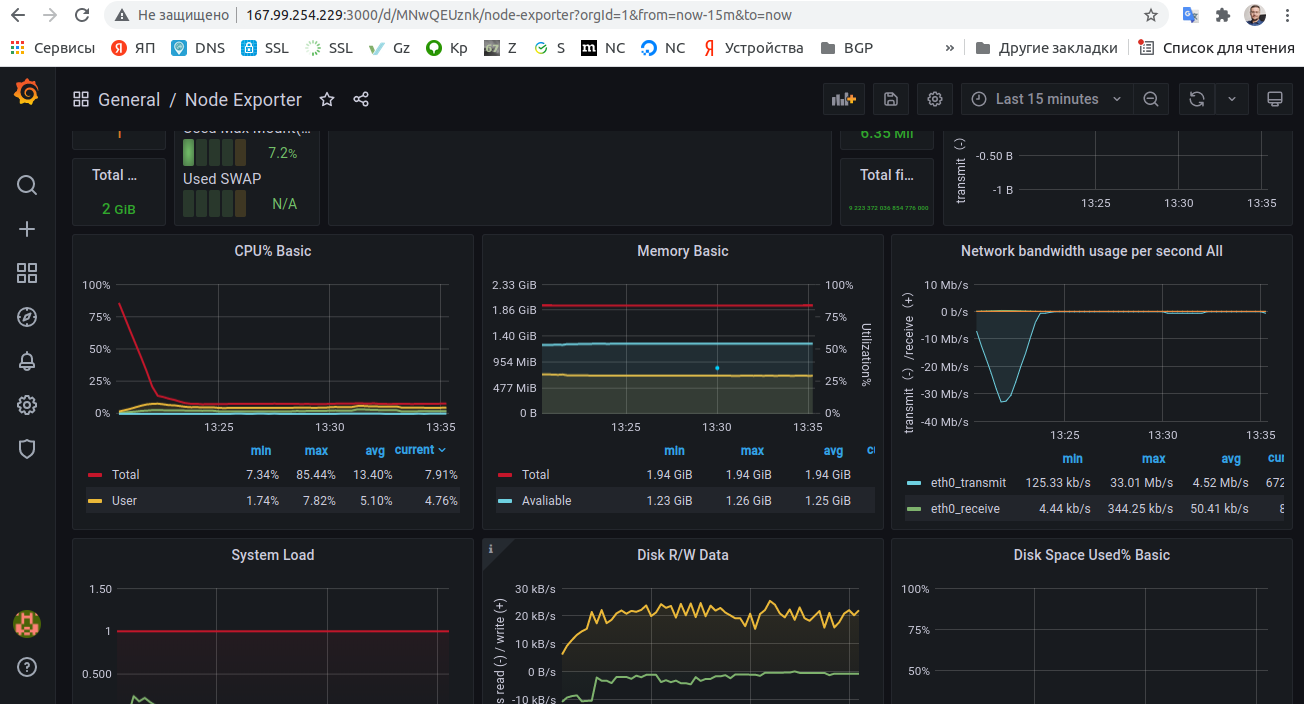 Не защищено 167.99.254.229:3000/d/MNwQEUznk/node-exporter?orgId=1&from=now-15m&to=now
Сервисы ЯП DNS SSL SSL Gz Kp Z S NC NC Устройства BGP » Другие закладки Список для чтения
General / Node Exporter Last 15 minutes
7.2%
Total ...
2 GiB
Used SWAP
N/A
6.35 Mil
Total fi...
9 223 372 036 854 776 000
transmit (-)
-0.50 B
-1 B
13:25 13:30 13:35
CPU% Basic
100%
75%
50%
25%
0%
13:25 13:30 13:35
min max avg current
Total 7.34% 85.44% 13.40% 7.91%
User 1.74% 7.82% 5.10% 4.76%
Memory Basic
2.33 GiB 100%
1.86 GiB 75%
1.40 GiB 50%
954 MiB 25%
477 MiB
0 B 0%
Utilization%
13:25 13:30 13:35
min max avg
Total 1.94 GiB 1.94 GiB 1.94 GiB
Avaliable 1.23 GiB 1.26 GiB 1.25 GiB
Network bandwidth usage per second All
transmit (-) /receive (+)
10 Mb/s
0 b/s
-10 Mb/s
-20 Mb/s
-30 Mb/s
-40 Mb/s
13:25 13:30 13:35
min max avg cur
eth0_transmit 125.33 kb/s 33.01 Mb/s 4.52 Mb/s 672
eth0_receive 4.44 kb/s 344.25 kb/s 50.41 kb/s
System Load
1.50
1
0.500
Disk R/W Data
s read (-) / write (+)
30 kB/s
20 kB/s
10 kB/s
0 B/s
-10 kB/s
Disk Space Used% Basic
100%
75%
50%